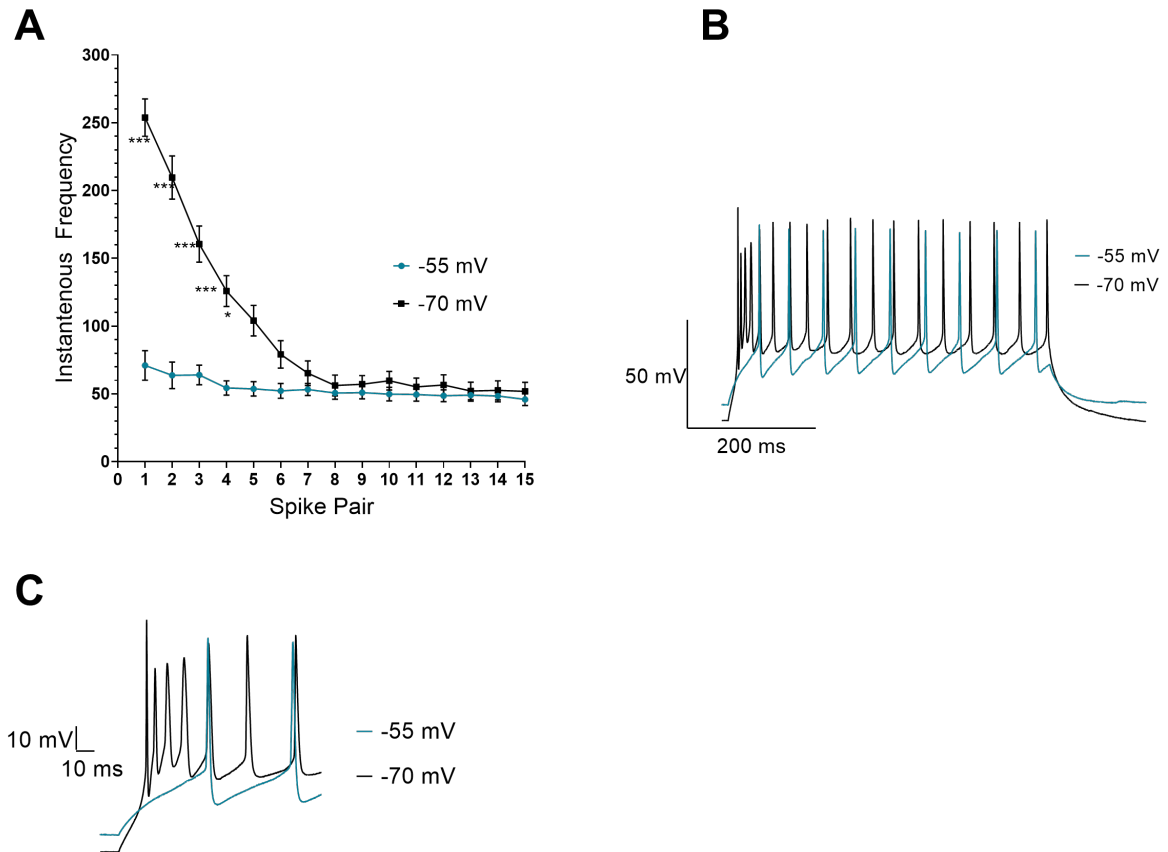 A
Instantenous Frequency
300
250
200
150
100
50
0
***
***
***
***
*
-55 mV
-70 mV
0 1 2 3 4 5 6 7 8 9 10 11 12 13 14 15
Spike Pair
B
-55 mV
-70 mV
50 mV
200 ms
C
10 mV
10 ms
-55 mV
-70 mV